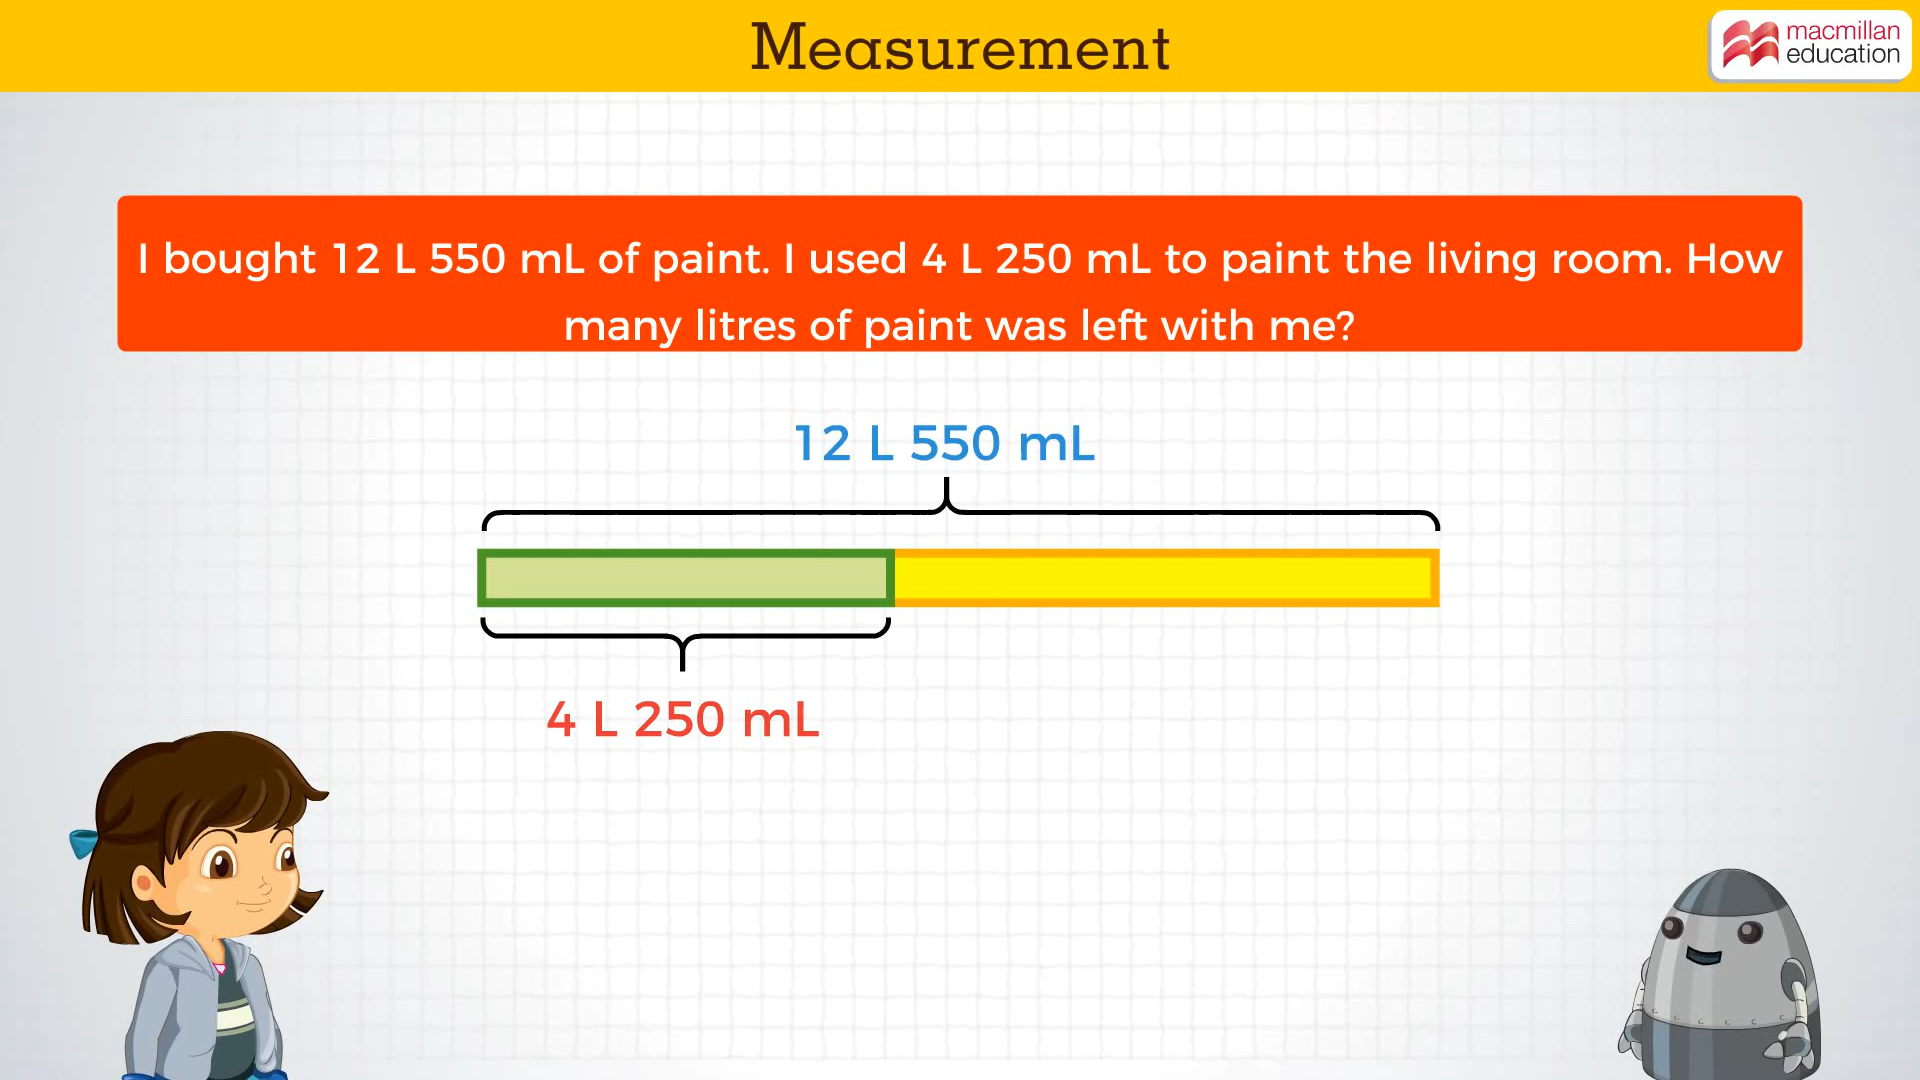 Measurement
macmillan
education
I bought 12 L 550 mL of paint. I used 4 L 250 mL to paint the living room. How
many litres of paint was left with me?
12 L 550 mL
4 L 250 mL